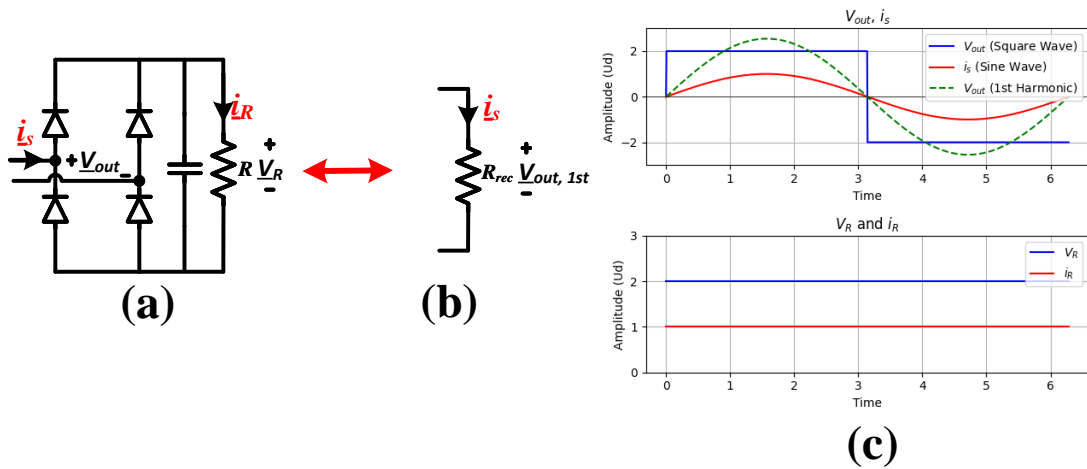 i_s
+ V_out -
i_R
+
R V_R
-
(a)
i_s
+
R_rec V_out, 1st
-
(b)
V_out, i_s
Amplitude (Ud)
2
0
−2
V_out (Square Wave)
i_s (Sine Wave)
V_out (1st Harmonic)
0 1 2 3 4 5 6
Time
V_R and i_R
Amplitude (Ud)
3
2
1
0
V_R
i_R
0 1 2 3 4 5 6
Time
(c)